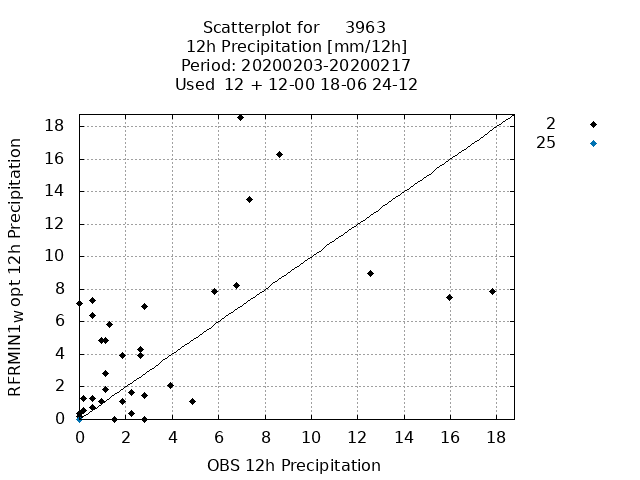 Scatterplot for 3963
12h Precipitation [mm/12h]
Period: 20200203-20200217
Used 12 + 12-00 18-06 24-12
2
25
RFRMIN1w opt 12h Precipitation
18
16
14
12
10
8
6
4
2
0
0 2 4 6 8 10 12 14 16 18
OBS 12h Precipitation